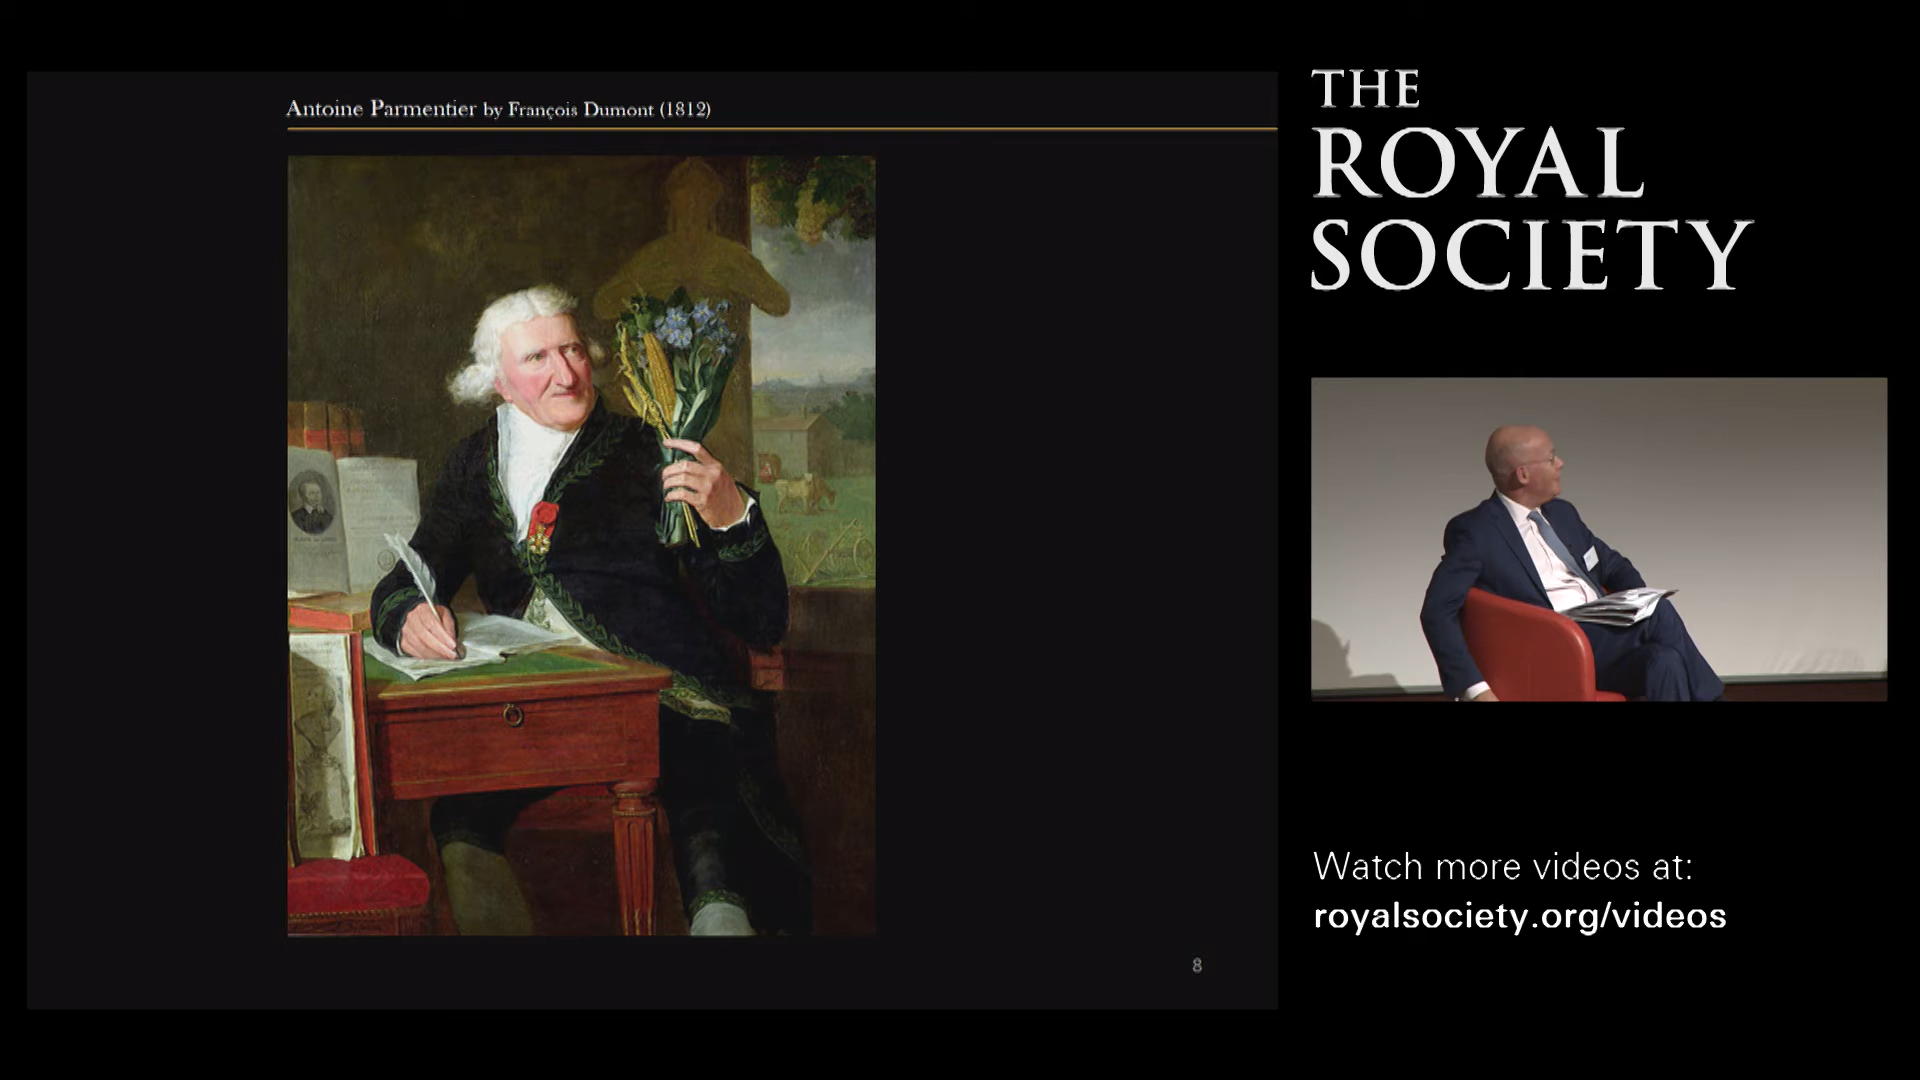 Antoine Parmentier by François Dumont (1812)
8
THE
ROYAL
SOCIETY
Watch more videos at:
royalsociety.org/videos